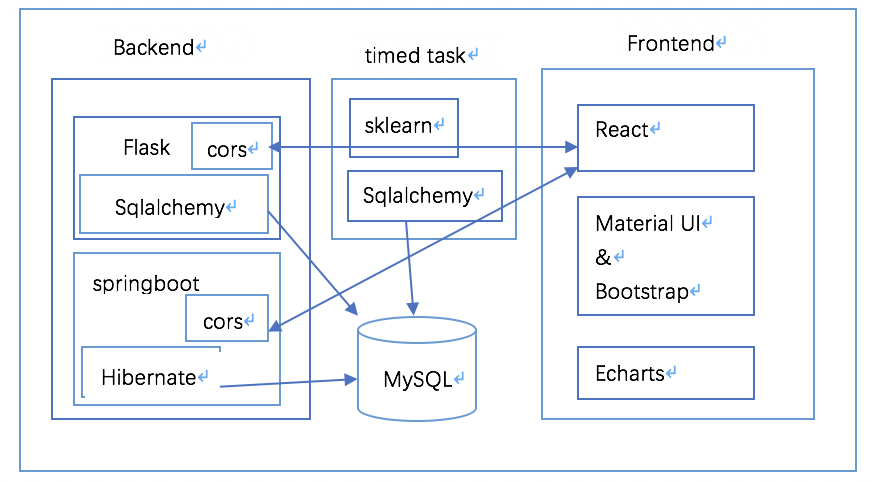 Backend
timed task
Frontend
Flask
cors
Sqlalchemy
springboot
cors
Hibernate
sklearn
Sqlalchemy
MySQL
React
Material UI
&
Bootstrap
Echarts